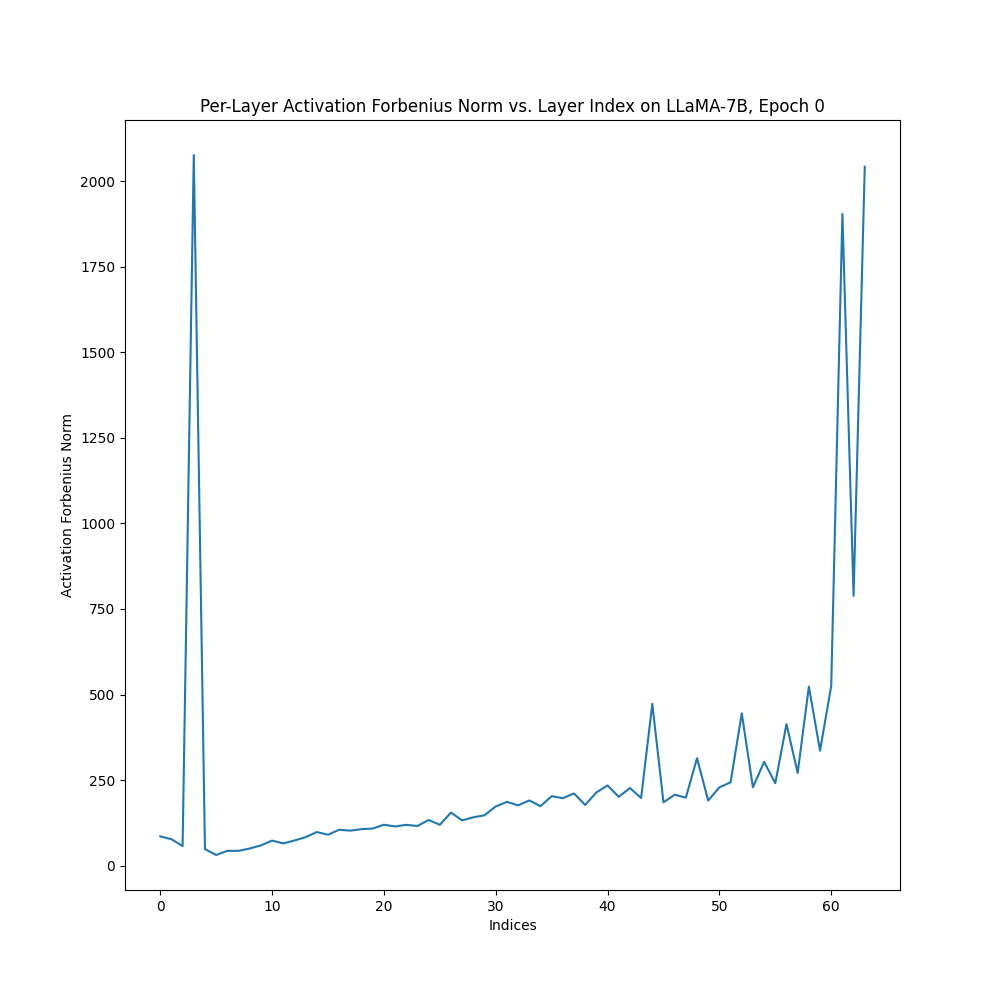 Per-Layer Activation Forbenius Norm vs. Layer Index on LLaMA-7B, Epoch 0
2000
1750
1500
1250
1000
750
500
250
0
Activation Forbenius Norm
0 10 20 30 40 50 60
Indices